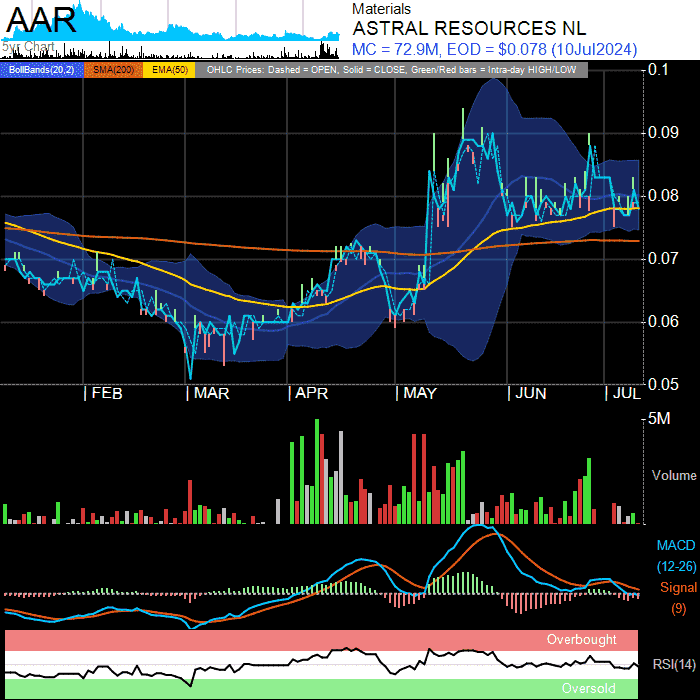 AAR
5yr Chart
Materials
ASTRAL RESOURCES NL
MC = 72.9M, EOD = $0.078 (10Jul2024)
BollBands(20,2) SMA(200) EMA(50) OHLC Prices: Dashed = OPEN, Solid = CLOSE, Green/Red bars = Intra-day HIGH/LOW
0.1
0.09
0.08
0.07
0.06
0.05
FEB MAR APR MAY JUN JUL
5M
Volume
MACD
(12-26)
Signal
(9)
Overbought
RSI(14)
Oversold